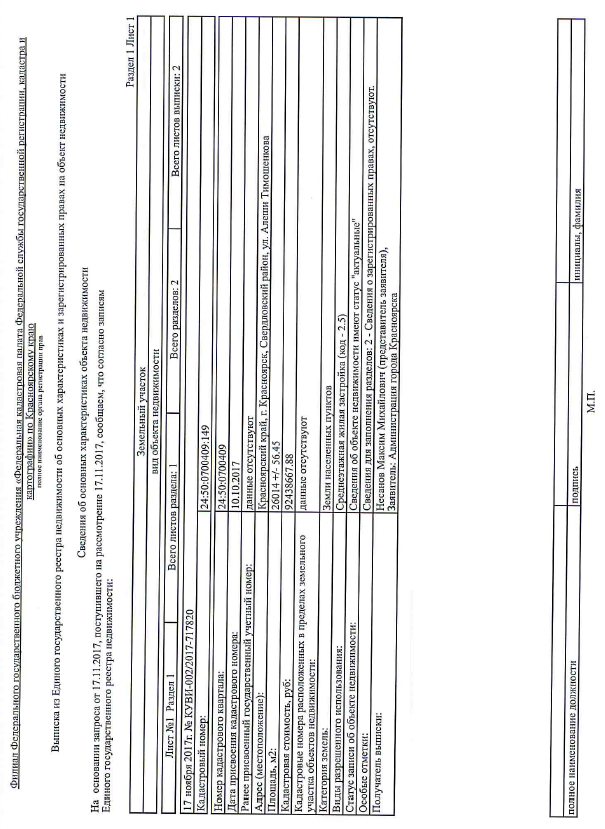 Филиал Федерального государственного бюджетного учреждения «Федеральная кадастровая палата Федеральной службы государственной регистрации, кадастра и
картографии» по Красноярскому краю
полное наименование органа регистрации прав
Выписка из Единого государственного реестра недвижимости об основных характеристиках и зарегистрированных правах на объект недвижимости
Сведения об основных характеристиках объекта недвижимости
На основании запроса от 17.11.2017, поступившего на рассмотрение 17.11.2017, сообщаем, что согласно записям
Единого государственного реестра недвижимости:
Раздел 1 Лист 1
Земельный участок
вид объекта недвижимости
Лист №1 Раздел 1 Всего листов раздела: 1 Всего разделов: 2 Всего листов выписки: 2
17 ноября 2017г. № КУВИ-002/2017-717820
Кадастровый номер: 24:50:0700409:149
Номер кадастрового квартала: 24:50:0700409
Дата присвоения кадастрового номера: 10.10.2017
Ранее присвоенный государственный учетный номер: данные отсутствуют
Адрес (местоположение): Красноярский край, г. Красноярск, Свердловский район, ул. Алеши Тимошенкова
Площадь, м2: 26014 +/- 56.45
Кадастровая стоимость, руб: 92438667.88
Кадастровые номера расположенных в пределах земельного
участка объектов недвижимости: данные отсутствуют
Категория земель: Земли населенных пунктов
Виды разрешенного использования: Среднеэтажная жилая застройка (код - 2.5)
Статус записи об объекте недвижимости: Сведения об объекте недвижимости имеют статус "актуальные"
Особые отметки: Сведения для заполнения разделов: 2 - Сведения о зарегистрированных правах, отсутствуют.
Получатель выписки: Несанов Максим Михайлович (представитель заявителя),
Заявитель: Администрация города Красноярска
полное наименование должности подпись инициалы, фамилия
М.П.